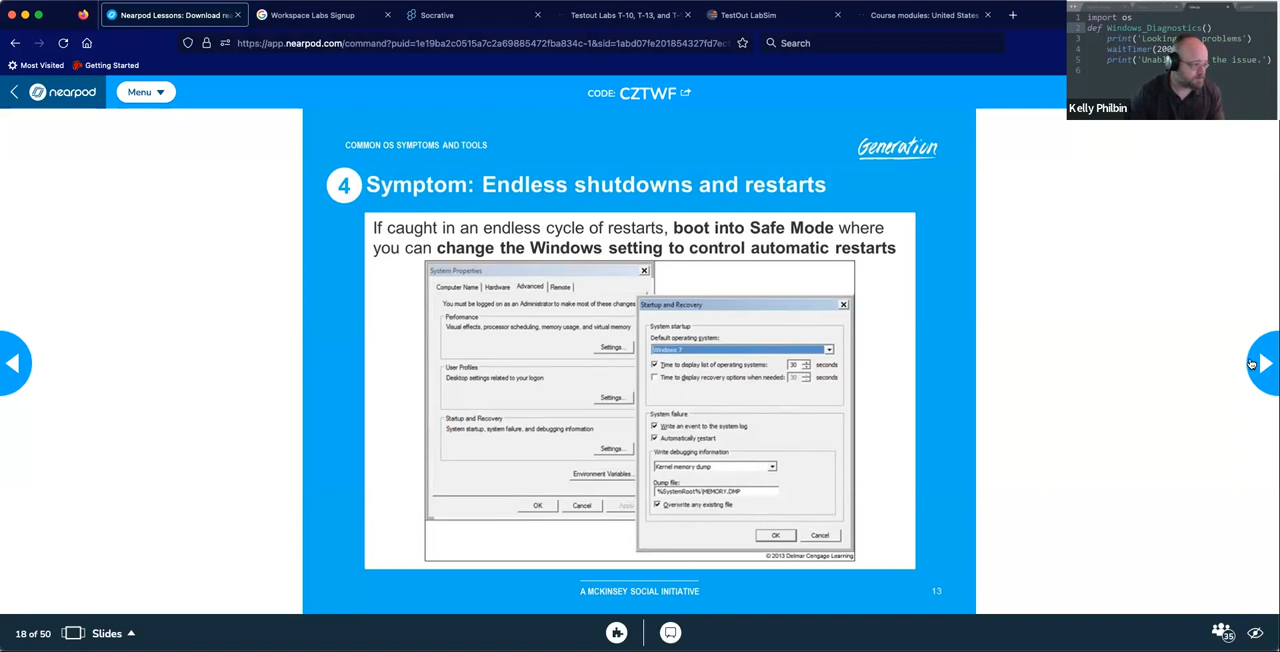 Nearpod Lessons: Download rea
Workspace Labs Signup
Socrative
Testout Labs T-10, T-13, and T-1
TestOut LabSim
Course modules: United States
https://app.nearpod.com/command?puid=1e19ba2c0515a7c2a69885472fba834c-1&sid=1abd07fe201854327fd7ec
Search
Most Visited
Getting Started
nearpod
Menu
CODE: CZTWF
1 import os
2 def Windows_Diagnostics()
3 print('Looking problems')
4 waitTimer(200
5 print('Unab the issue.')
6
Kelly Philbin
COMMON OS SYMPTOMS AND TOOLS
Generation
4 Symptom: Endless shutdowns and restarts
If caught in an endless cycle of restarts, boot into Safe Mode where
you can change the Windows setting to control automatic restarts
System Properties
Computer Name Hardware Advanced Remote
You must be logged on as an Administrator to make most of these changes.
Performance
Visual effects, processor scheduling, memory usage, and virtual memory
Settings...
User Profiles
Desktop settings related to your logon
Settings...
Startup and Recovery
System startup, system failure, and debugging information
Settings...
Environment Variables...
OK Cancel Apply
Startup and Recovery
System startup
Default operating system:
Windows 7
Time to display list of operating systems: 30 seconds
Time to display recovery options when needed: 30 seconds
System failure
Write an event to the system log
Automatically restart
Write debugging information
Kernel memory dump
Dump file:
%SystemRoot%\MEMORY.DMP
Overwrite any existing file
OK Cancel
© 2013 Delmar Cengage Learning
A MCKINSEY SOCIAL INITIATIVE
13
18 of 50
Slides
35